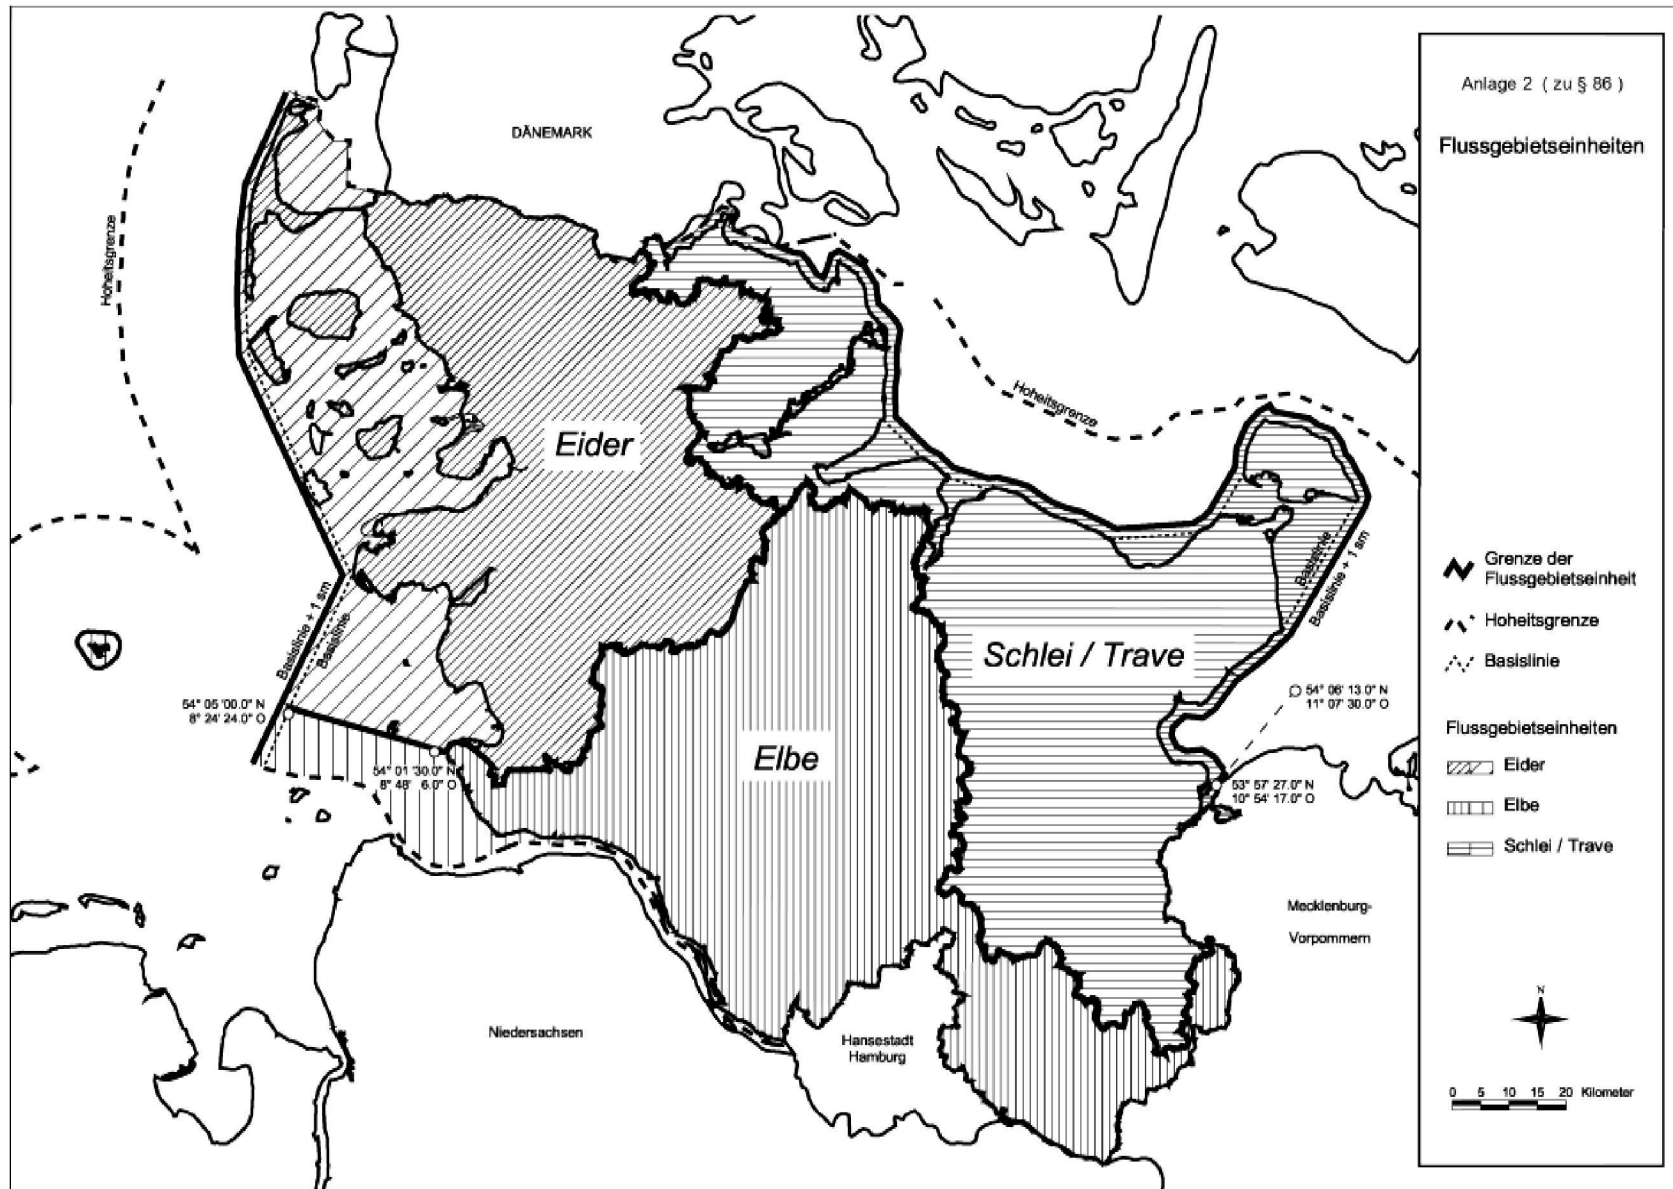 DÄNEMARK
Hoheitsgrenze
Hoheitsgrenze
Eider
Basislinie
Basislinie + 1 sm
Basislinie + 1 sm
Basislinie
Schlei / Trave
54° 05 '00.0" N
8° 24' 24.0" O
54° 06' 13.0" N
11° 07' 30.0" O
Elbe
54° 01 '30.0" N
8° 48' 6.0" O
53° 57' 27.0" N
10° 54' 17.0" O
Mecklenburg-
Vorpommern
Niedersachsen
Hansestadt
Hamburg
Anlage 2 ( zu § 86 )
Flussgebietseinheiten
Grenze der
Flussgebietseinheit
Hoheitsgrenze
Basislinie
Flussgebietseinheiten
Eider
Elbe
Schlei / Trave
N
0 5 10 15 20 Kilometer